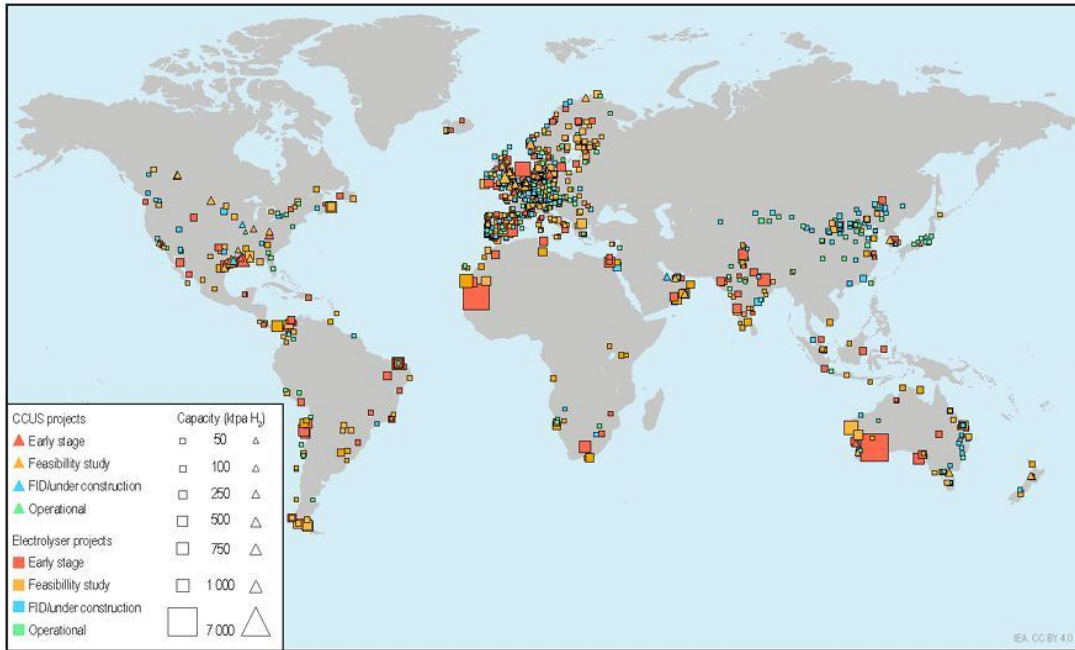 CCUS projects
Early stage
Feasibility study
FID/under construction
Operational
Electrolyser projects
Early stage
Feasibillity study
FID/under construction
Operational
Capacity (ktpa H₂)
50
100
250
500
750
1 000
7 000
IEA. CC BY 4.0